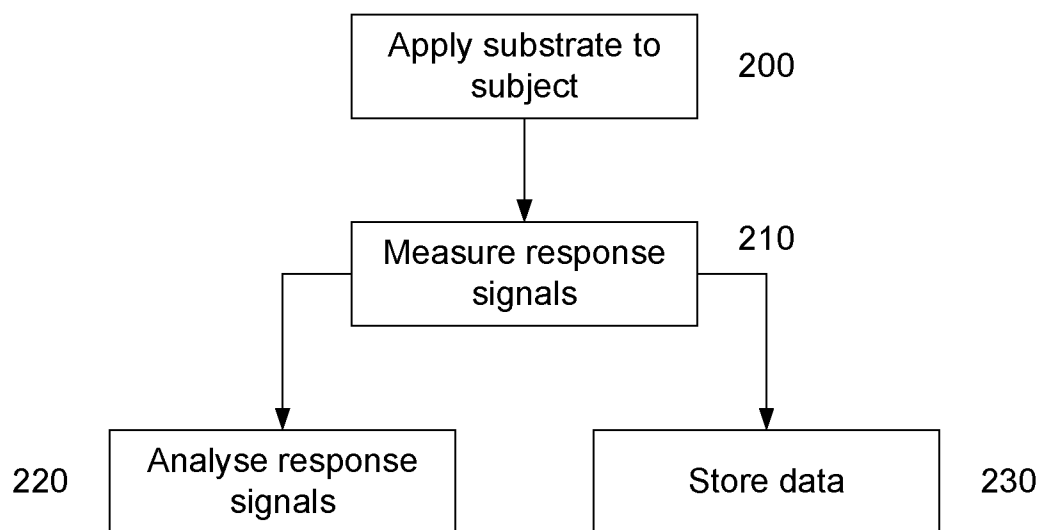 Apply substrate to
subject
200
Measure response
signals
210
Analyse response
signals
220
Store data
230